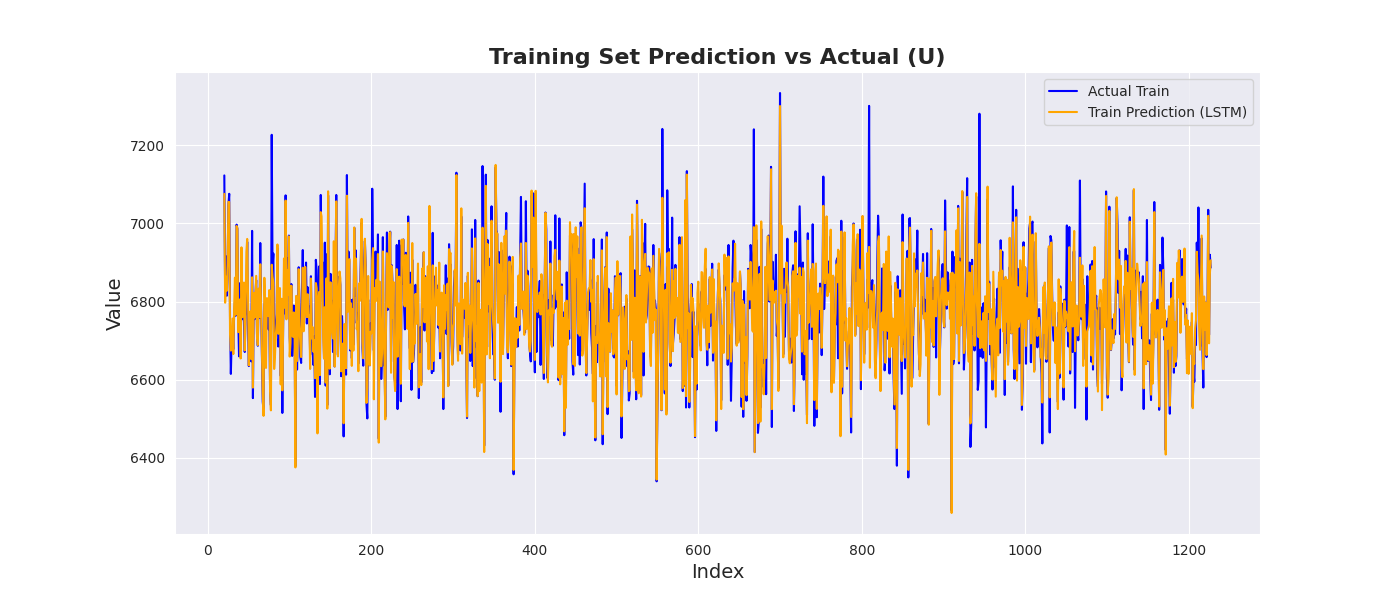 Training Set Prediction vs Actual (U)
Actual Train
Train Prediction (LSTM)
7200
7000
6800
6600
6400
Value
0 200 400 600 800 1000 1200
Index